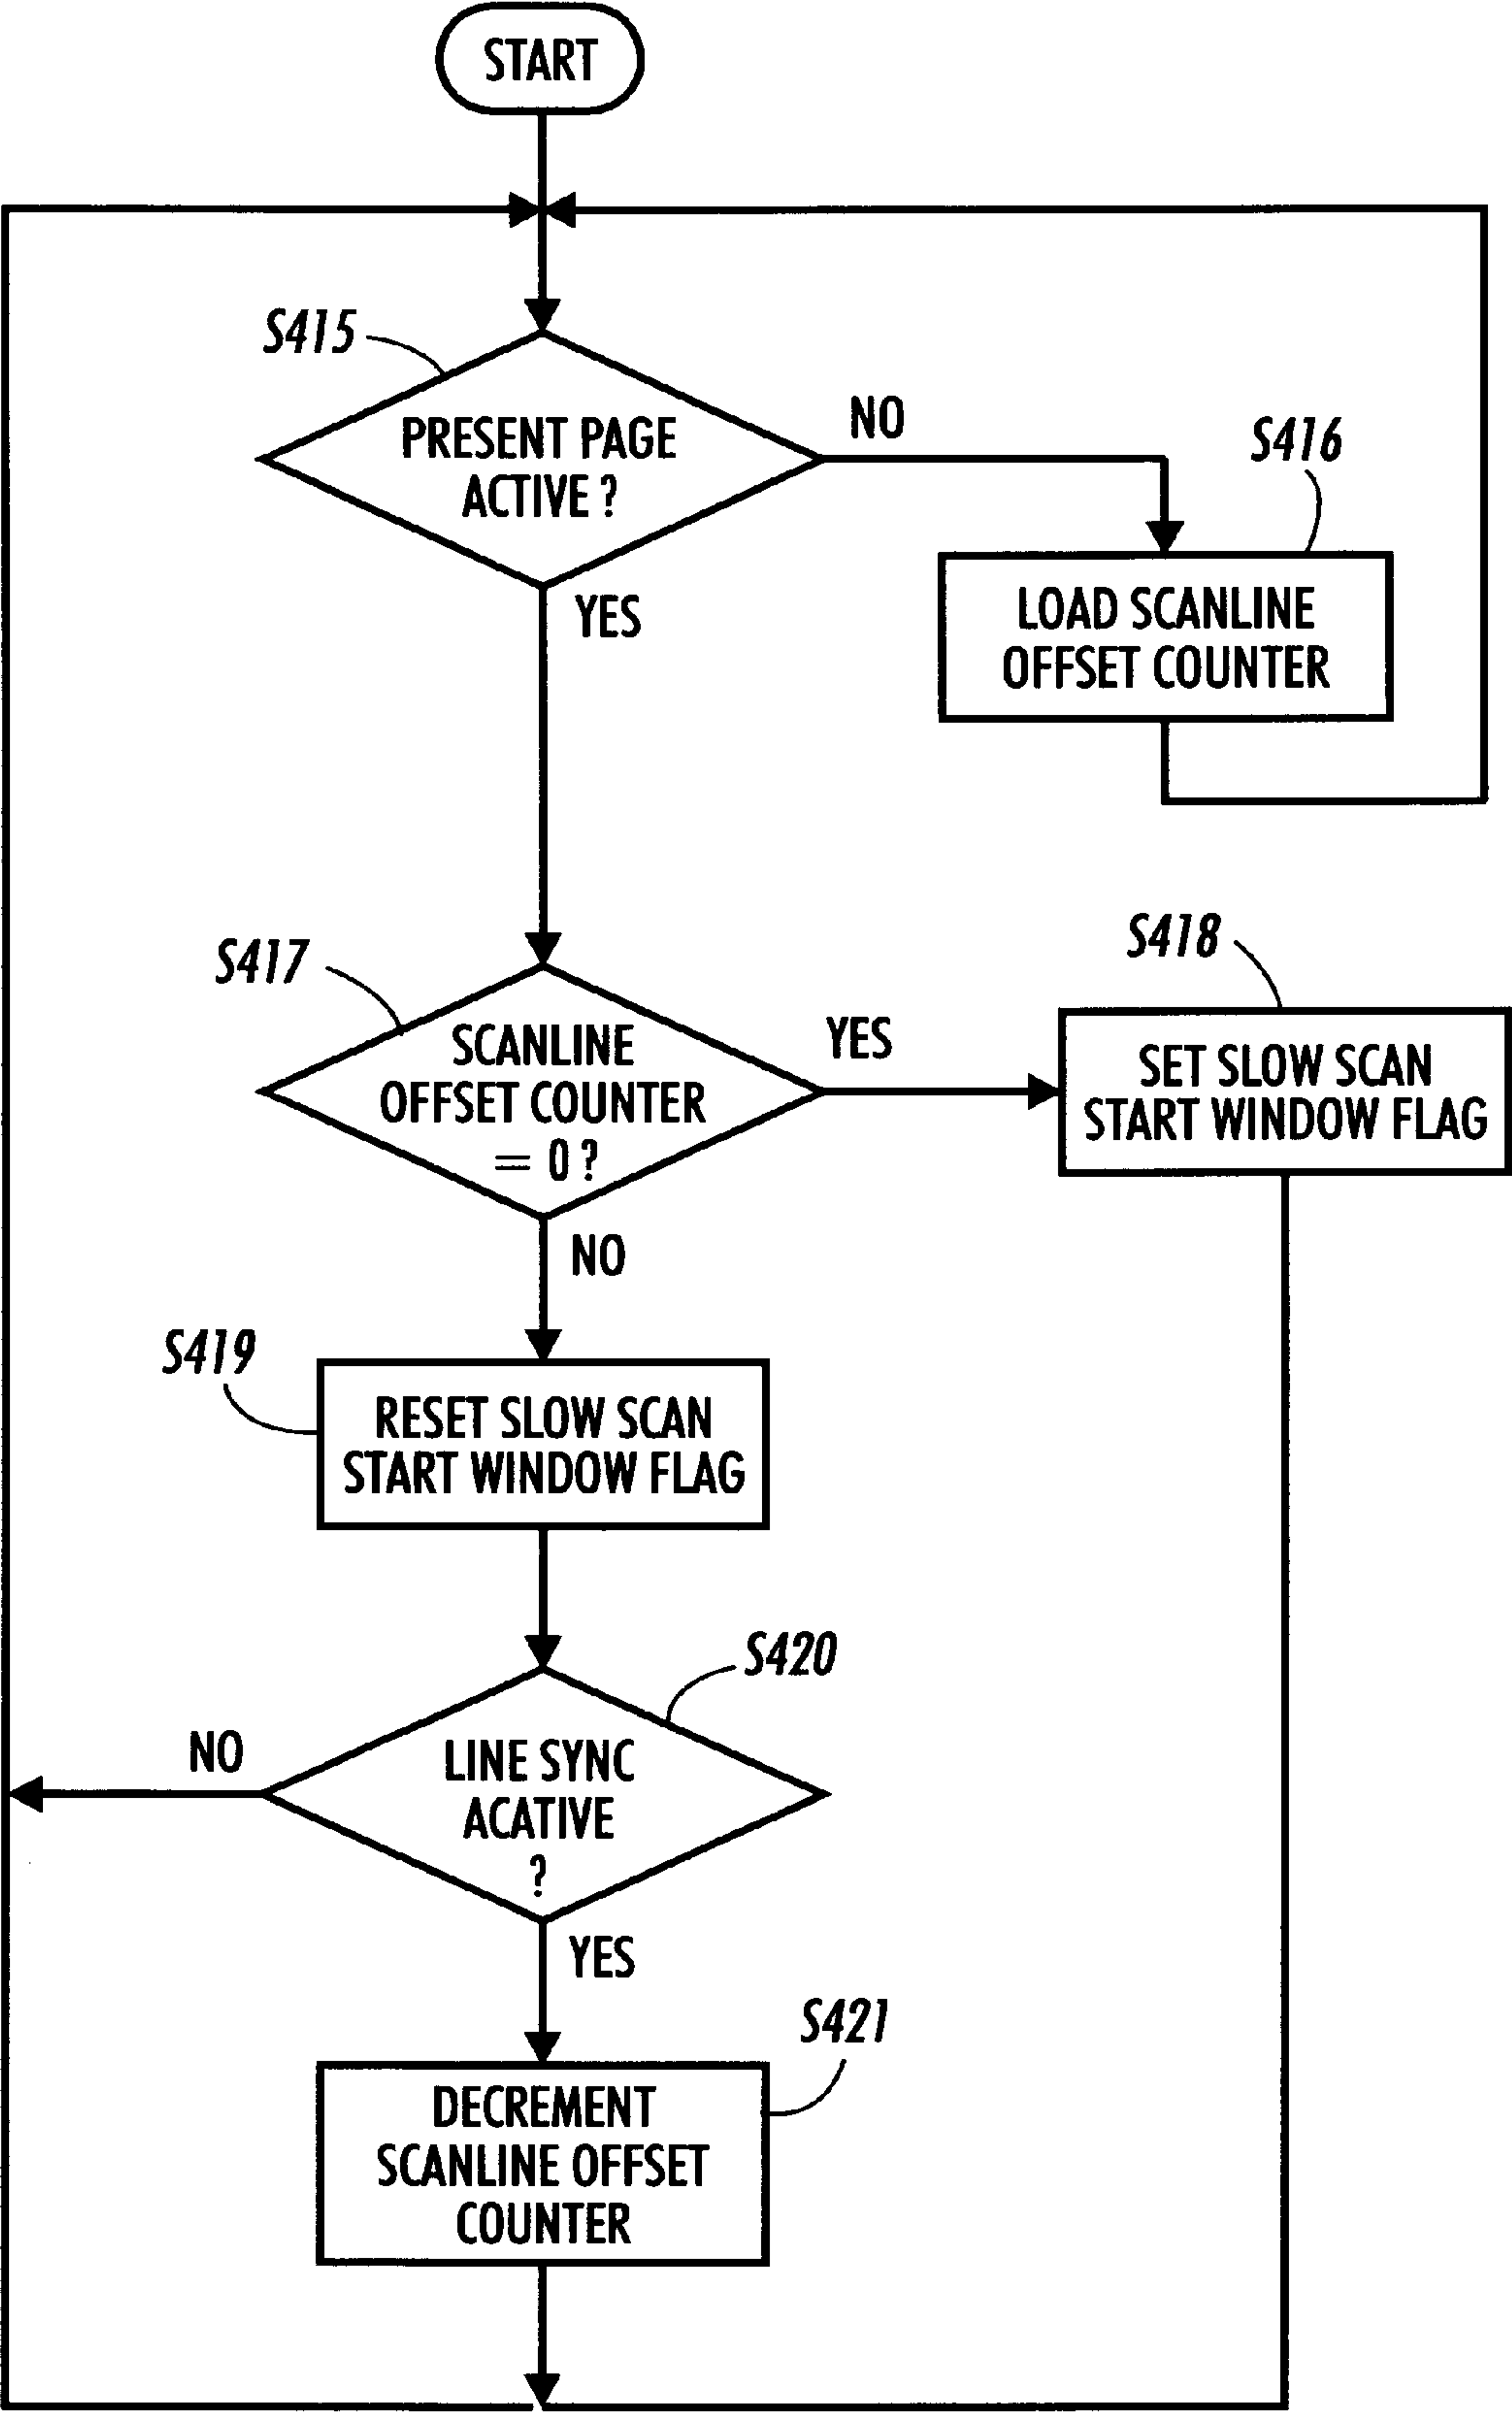 START
S415
PRESENT PAGE
ACTIVE ?
NO
YES
S416
LOAD SCANLINE
OFFSET COUNTER
S417
SCANLINE
OFFSET COUNTER
= 0 ?
YES
NO
S418
SET SLOW SCAN
START WINDOW FLAG
S419
RESET SLOW SCAN
START WINDOW FLAG
S420
LINE SYNC
ACATIVE
?
NO
YES
S421
DECREMENT
SCANLINE OFFSET
COUNTER